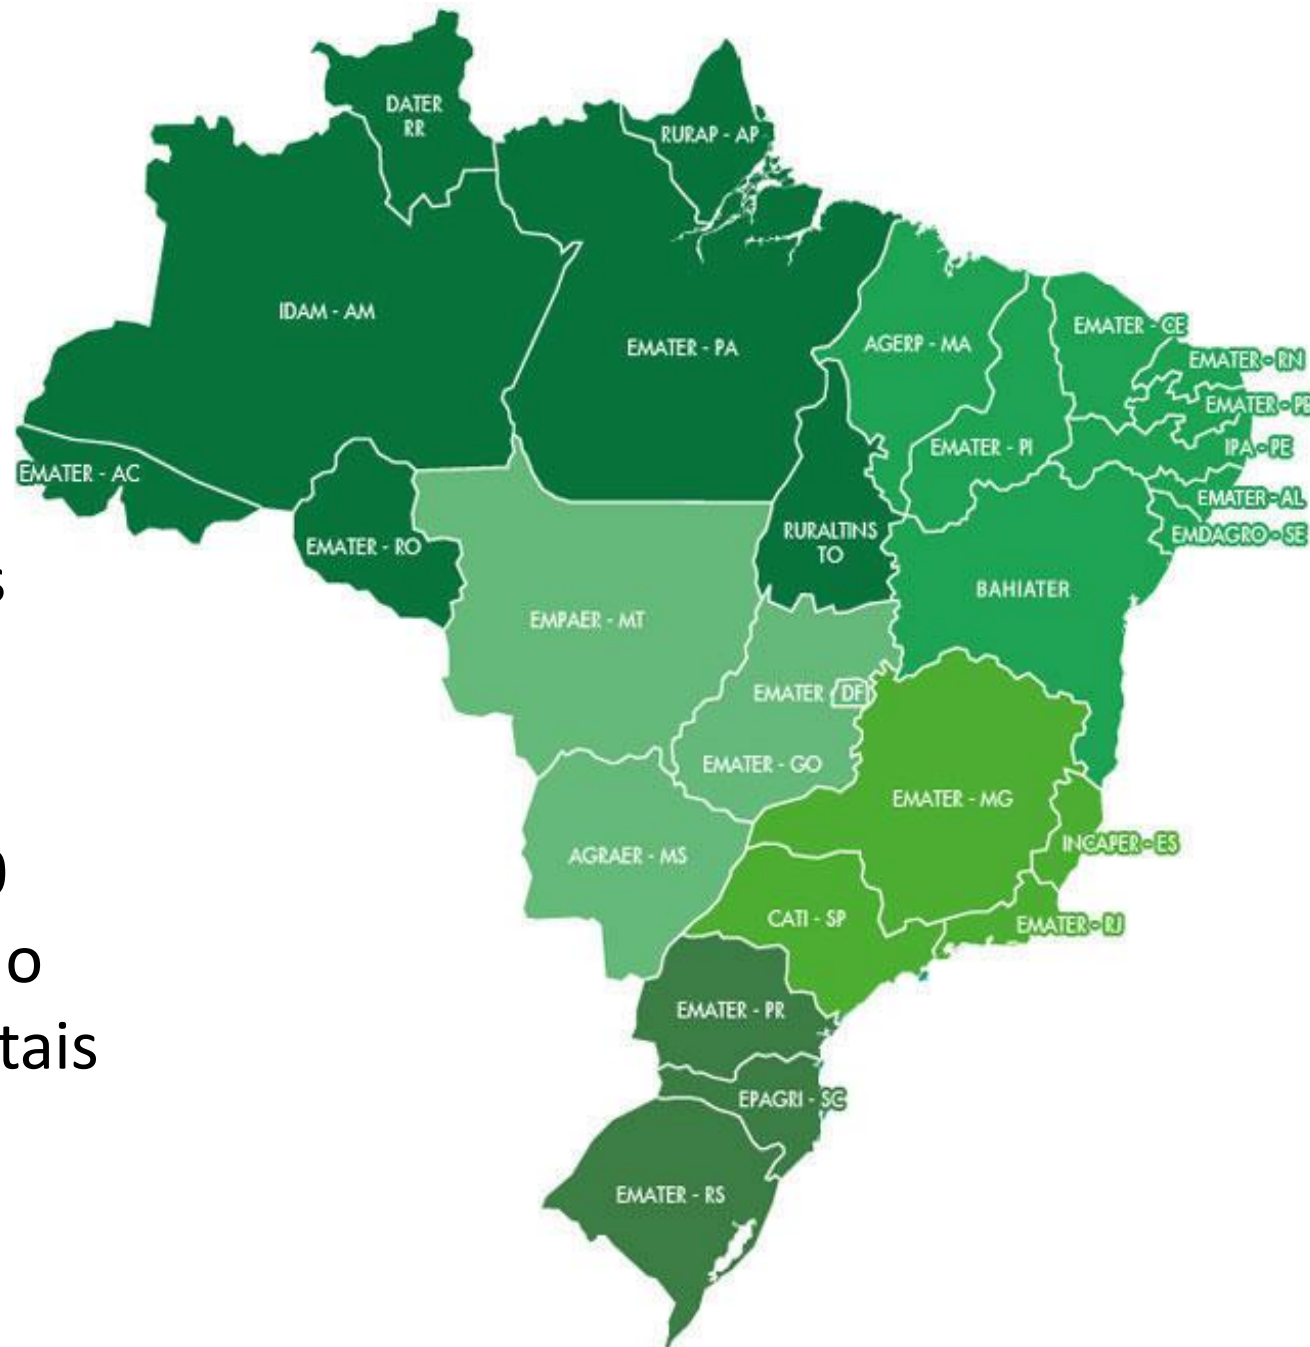 DATER
RR
RURAP - AP
IDAM - AM
EMATER - PA
AGERP - MA
EMATER - CE
EMATER - RN
EMATER - PB
EMATER - PI
IPA - PE
EMATER - AC
EMATER - AL
EMDAGRO - SE
RURALTINS
TO
EMATER - RO
s
BAHIATER
EMPAER - MT
EMATER DF
EMATER - GO
EMATER - MG
INCAPER - ES
AGRAER - MS
CATI - SP
EMATER - RJ
o
tais
EMATER - PR
EPAGRI - SC
EMATER - RS